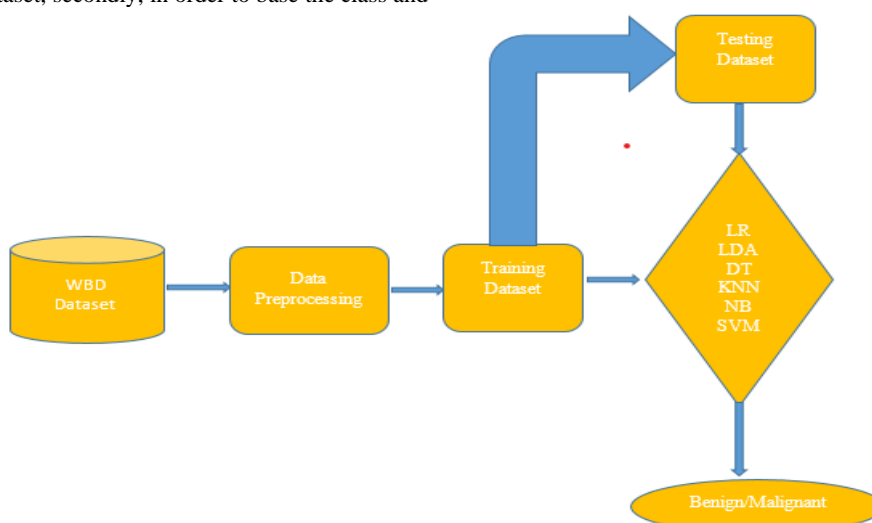 taset, secondly, in order to base the class and
Testing
Dataset
LR
LDA
DT
KNN
NB
SVM
WBD
Dataset
Data
Preprocessing
Training
Dataset
Benign/Malignant